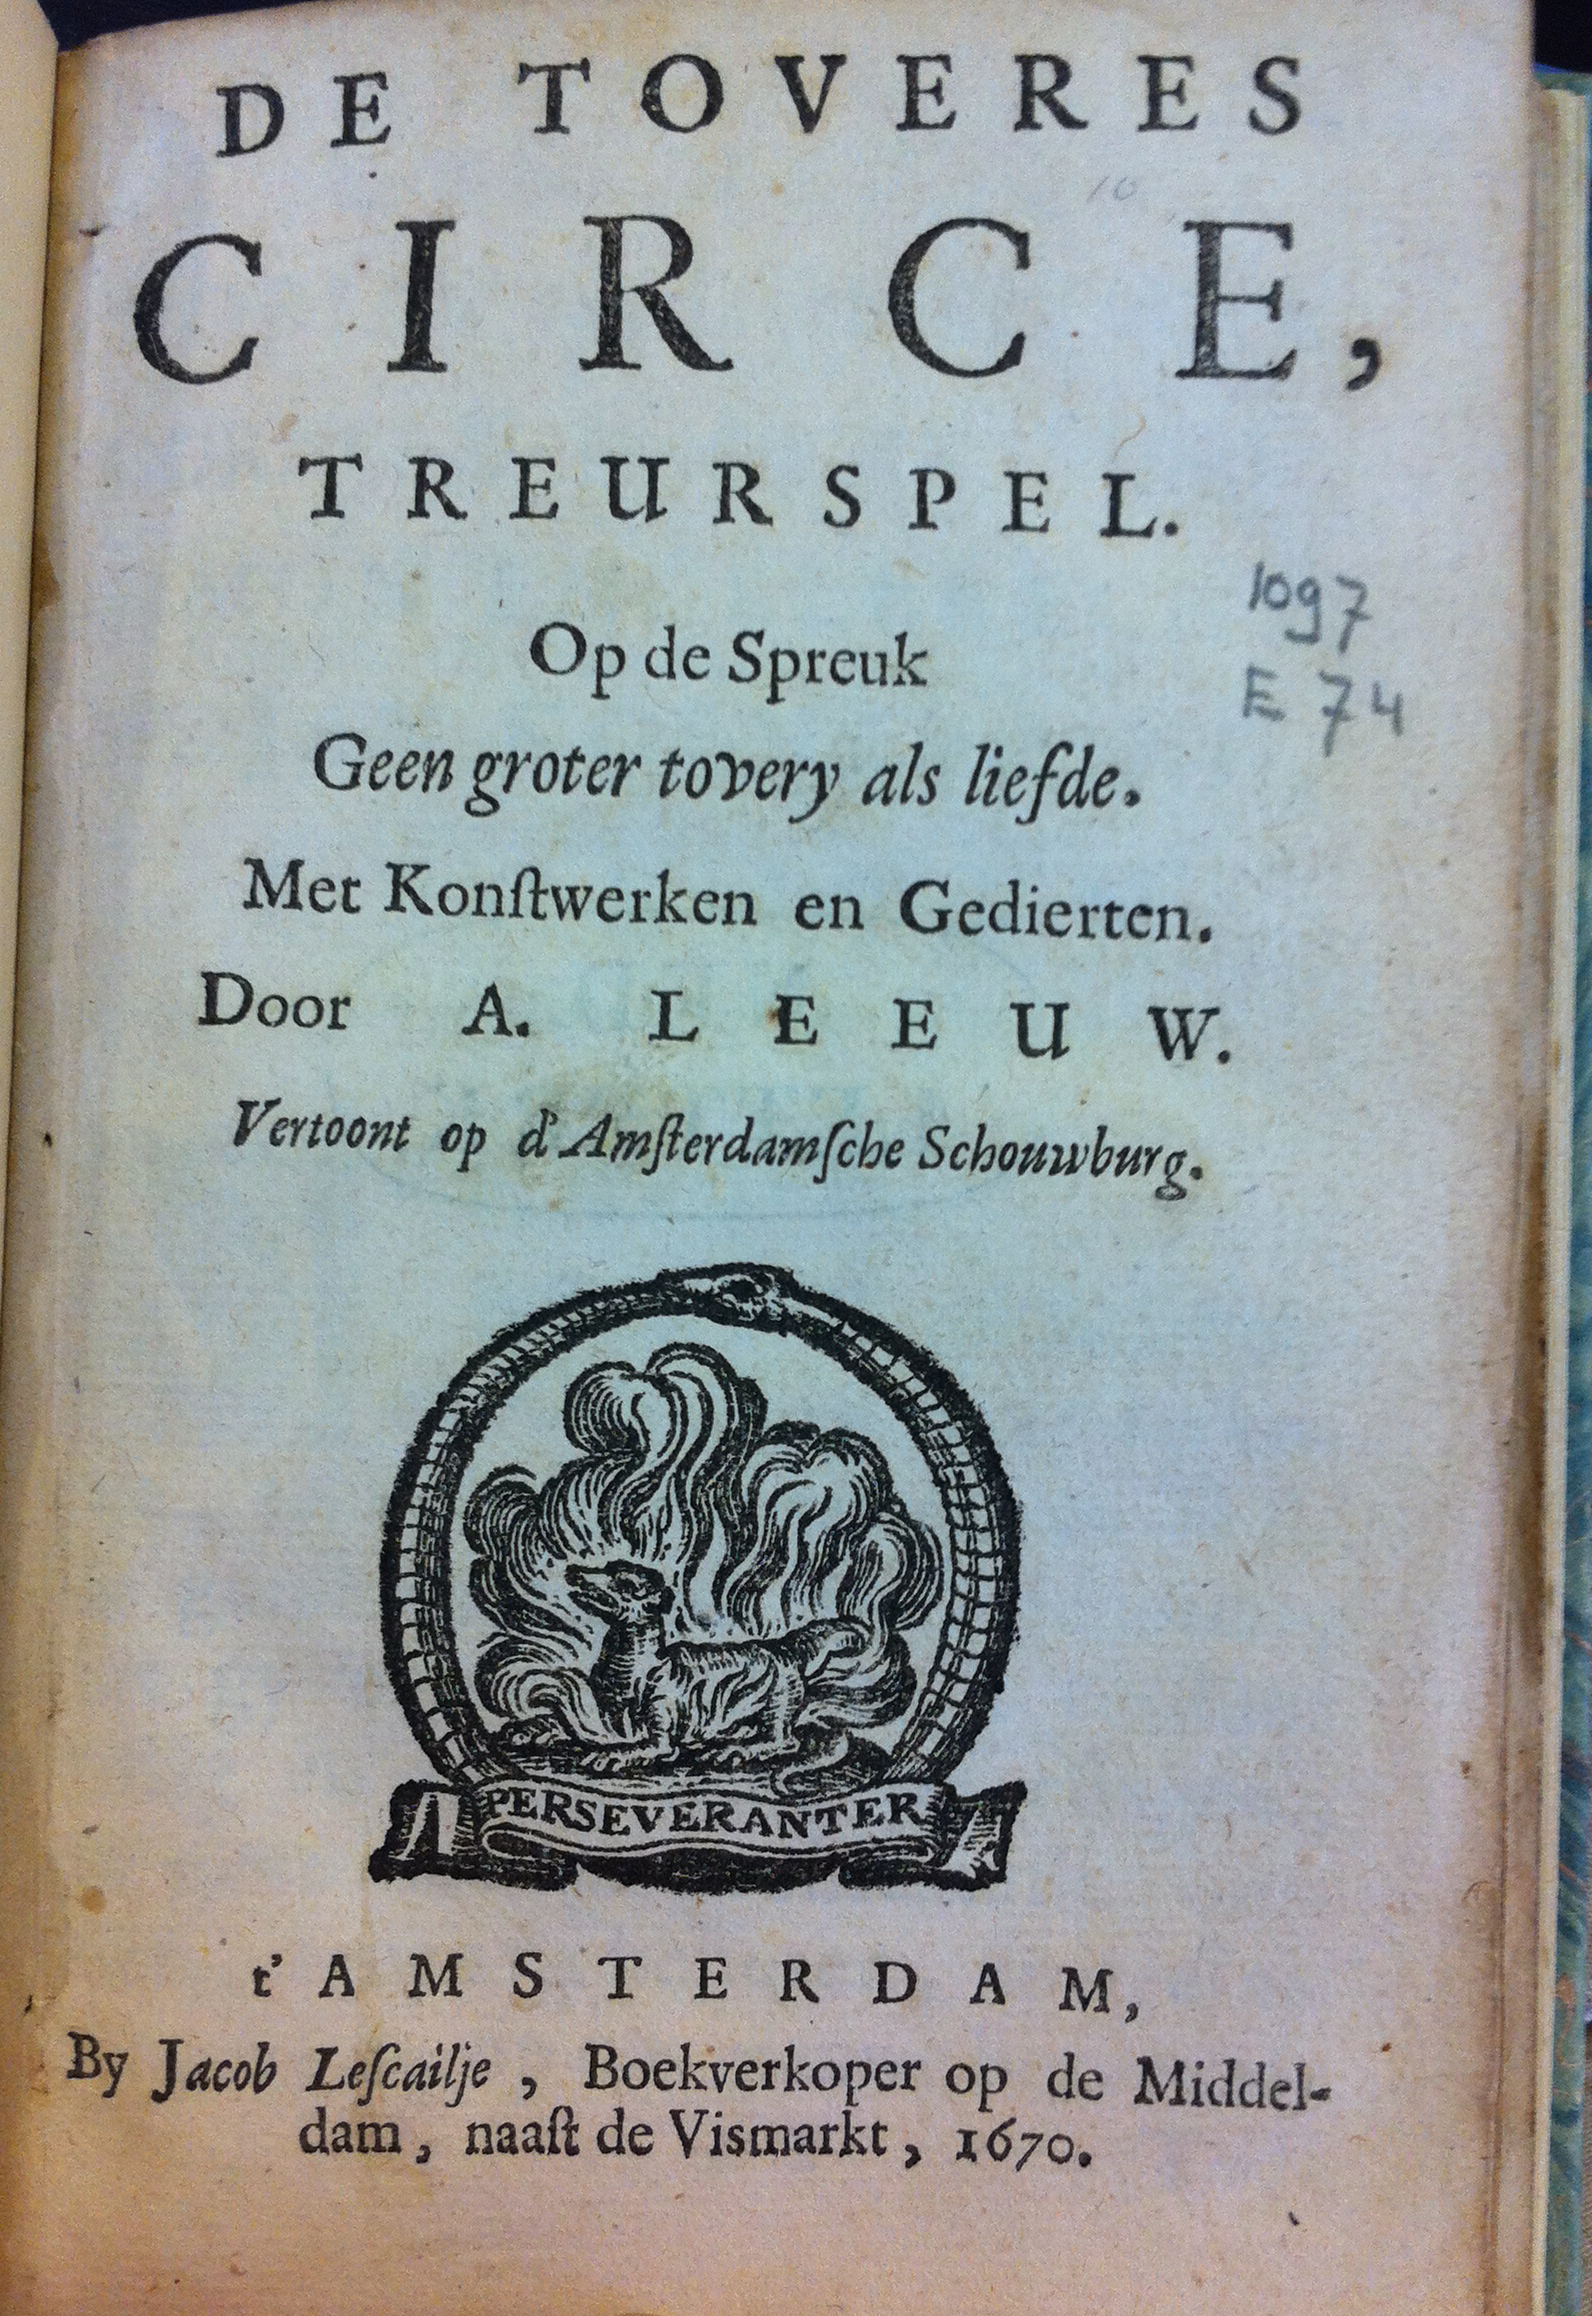 DE TOVERES
CIRCE,
TREURSPEL.
1097
E 74
Op de Spreuk
Geen groter tovery als liefde.
Met Konſtwerken en Gedierten.
Door A. LEEUW.
Vertoont op d'Amſterdamſche Schouwburg.
PERSEVERANTER
t' AMSTERDAM,
By Jacob Leſcailje, Boekverkoper op de Middel-
dam, naaſt de Vismarkt, 1670.